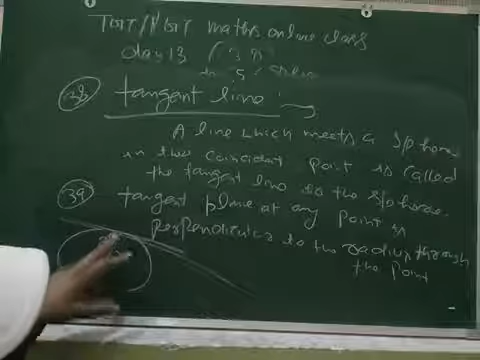 TGT/PGT maths online class
day 13 (3D)
38 tangent line
A line which meets a sphere
in two coincident point is called
the tangent line to the sphere.
39 tangent plane at any point is
perpendicular to the radius through
the point